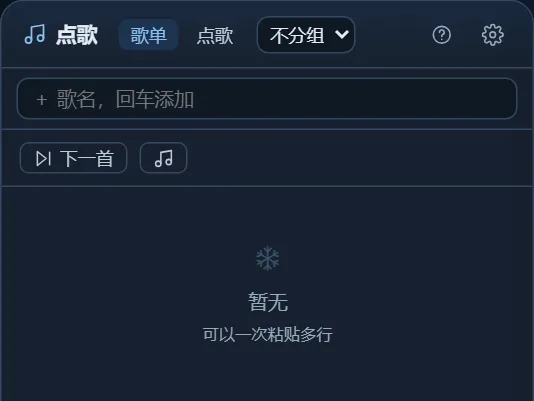 点歌 歌单 点歌 不分组
+ 歌名，回车添加
下一首
暂无
可以一次粘贴多行